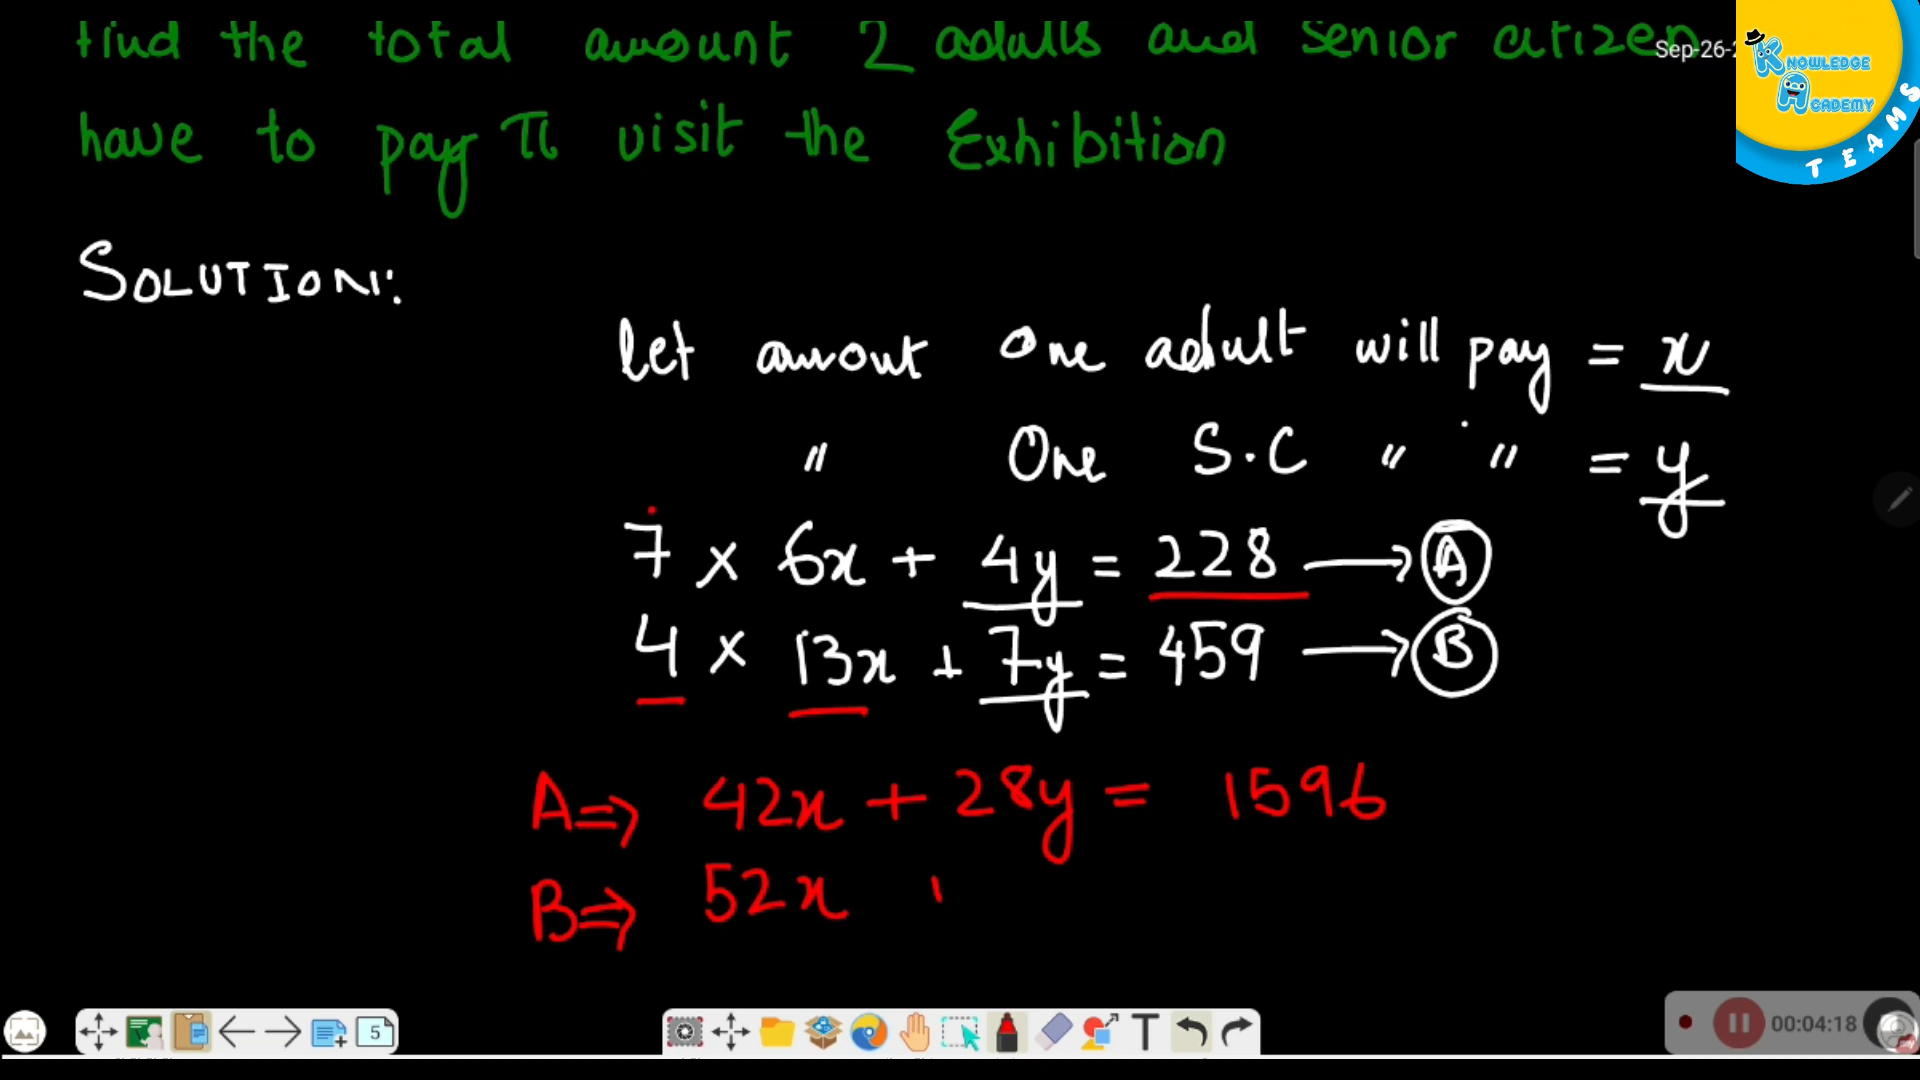 find the total amount 2 adults and senior citizen
have to pay to visit the Exhibition
Sep-26-2
KNOWLEDGE
ACADEMY
TEAMS
SOLUTION:
let amout One adult will pay = x
" One S.C " " = y
7 × 6x + 4y = 228 → A
4 × 13x + 7y = 459 → B
A⇒ 42x + 28y = 1596
B⇒ 52x
5
T
00:04:18